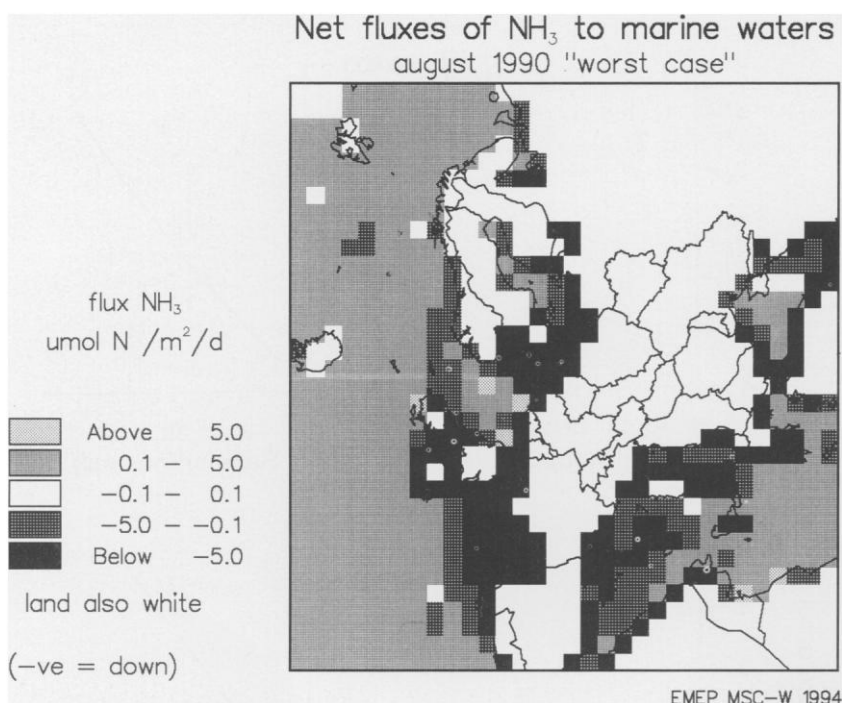 Net fluxes of NH₃ to marine waters
august 1990 "worst case"
flux NH₃
umol N /m²/d
Above 5.0
0.1 – 5.0
−0.1 – 0.1
−5.0 – −0.1
Below −5.0
land also white
(−ve = down)
EMEP MSC−W 1994